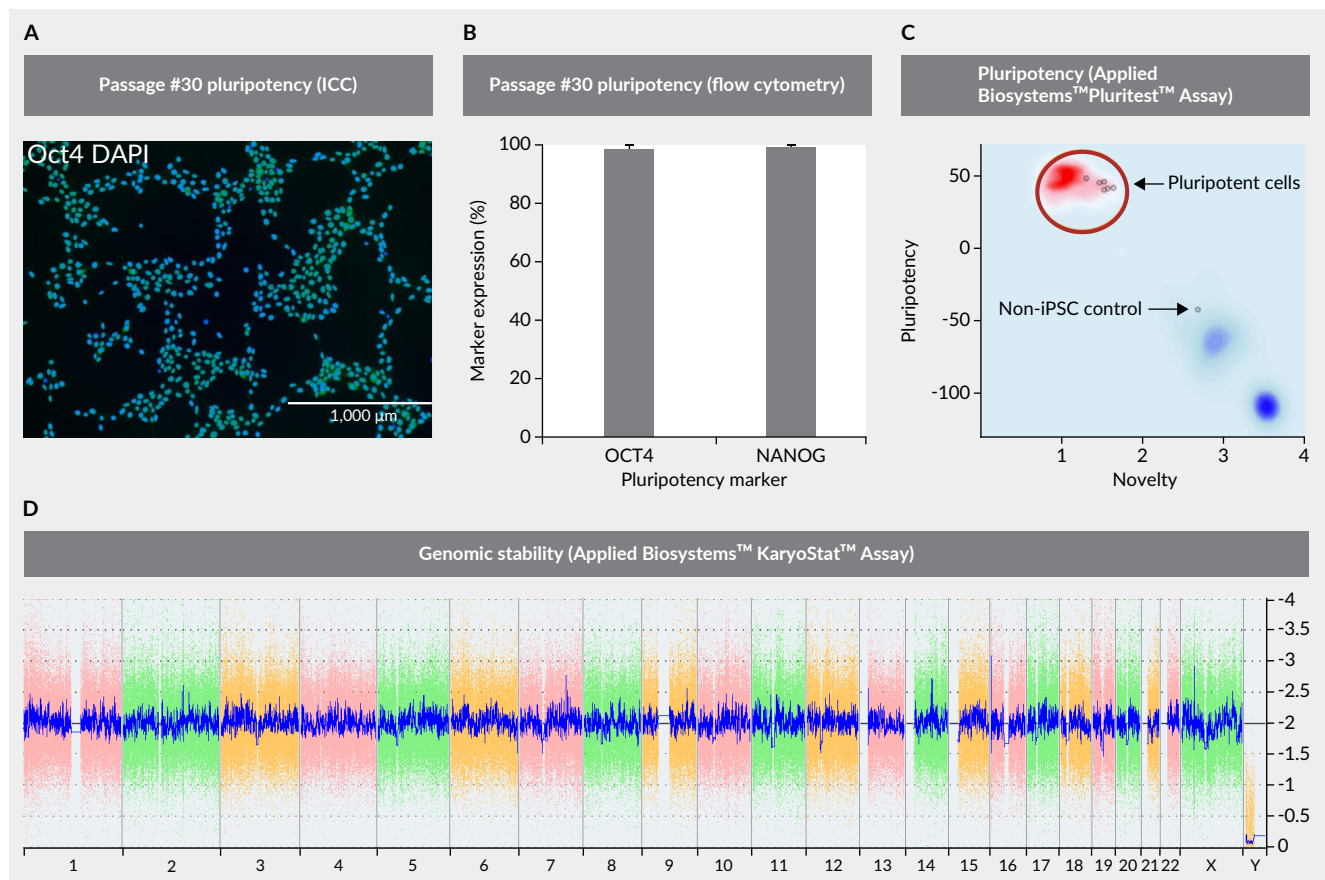 A
Passage #30 pluripotency (ICC)
Oct4 DAPI
1,000 µm
B
Passage #30 pluripotency (flow cytometry)
Marker expression (%)
100
80
60
40
20
0
OCT4 NANOG
Pluripotency marker
C
Pluripotency (Applied
Biosystems™Pluritest™ Assay)
Pluripotency
50
0
-50
-100
Pluripotent cells
Non-iPSC control
1 2 3 4
Novelty
D
Genomic stability (Applied Biosystems™ KaryoStat™ Assay)
-4
-3.5
-3
-2.5
-2
-1.5
-1
-0.5
0
1 2 3 4 5 6 7 8 9 10 11 12 13 14 15 16 17 18 19 20 21 22 X Y